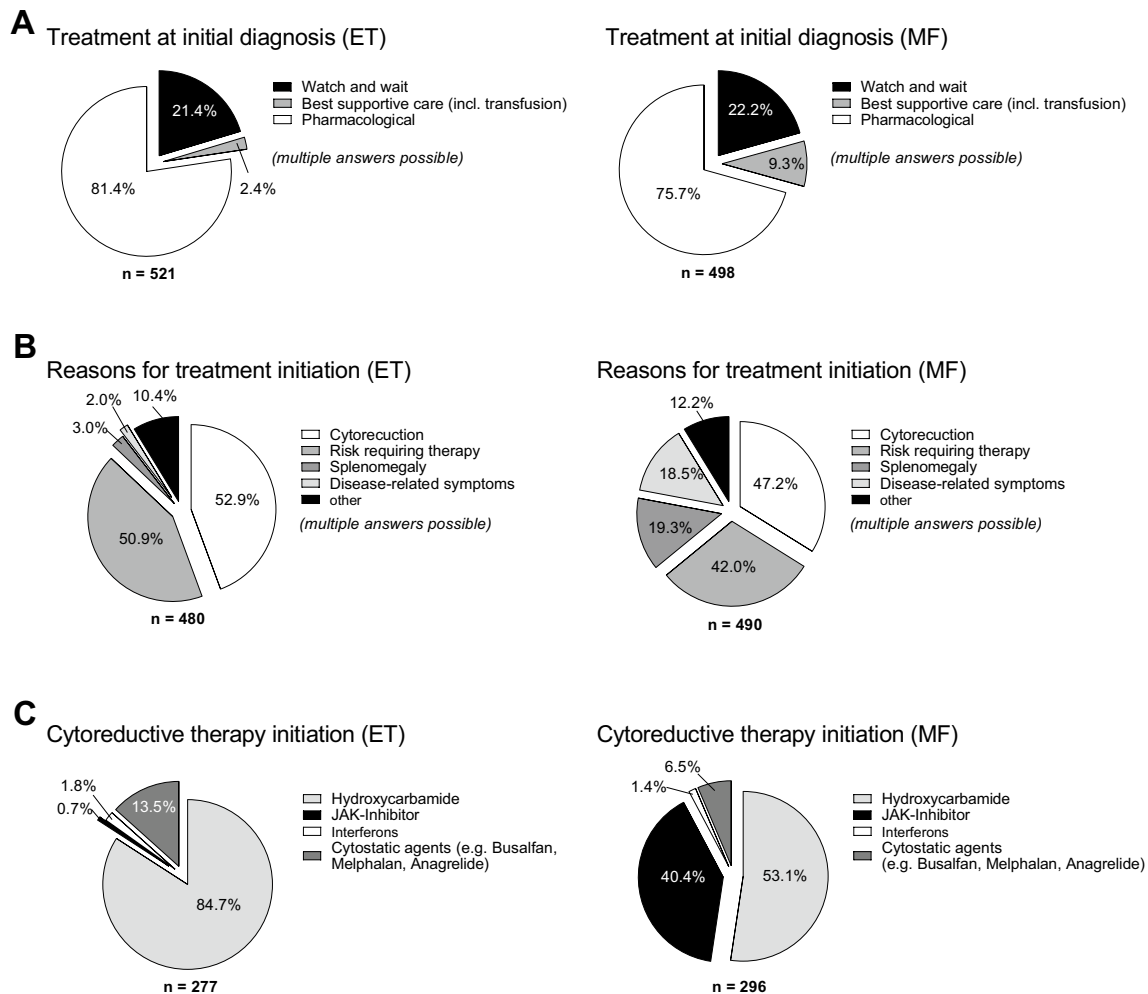 A
Treatment at initial diagnosis (ET)
21.4%
81.4%
2.4%
Watch and wait
Best supportive care (incl. transfusion)
Pharmacological
(multiple answers possible)
n = 521
Treatment at initial diagnosis (MF)
22.2%
9.3%
75.7%
Watch and wait
Best supportive care (incl. transfusion)
Pharmacological
(multiple answers possible)
n = 498
B
Reasons for treatment initiation (ET)
2.0%
10.4%
3.0%
52.9%
50.9%
Cytorecuction
Risk requiring therapy
Splenomegaly
Disease-related symptoms
other
(multiple answers possible)
n = 480
Reasons for treatment initiation (MF)
12.2%
18.5%
47.2%
19.3%
42.0%
Cytorecuction
Risk requiring therapy
Splenomegaly
Disease-related symptoms
other
(multiple answers possible)
n = 490
C
Cytoreductive therapy initiation (ET)
1.8%
0.7%
13.5%
84.7%
Hydroxycarbamide
JAK-Inhibitor
Interferons
Cytostatic agents (e.g. Busalfan,
Melphalan, Anagrelide)
n = 277
Cytoreductive therapy initiation (MF)
6.5%
1.4%
40.4%
53.1%
Hydroxycarbamide
JAK-Inhibitor
Interferons
Cytostatic agents
(e.g. Busalfan, Melphalan, Anagrelide)
n = 296